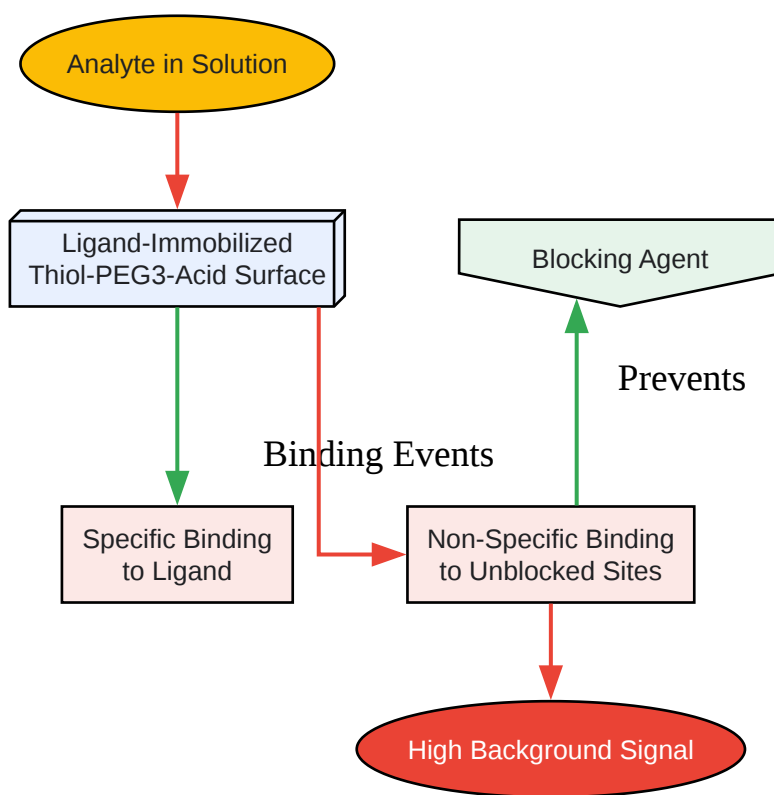 Analyte in Solution
Ligand-Immobilized
Thiol-PEG3-Acid Surface
Blocking Agent
Prevents
Binding Events
Specific Binding
to Ligand
Non-Specific Binding
to Unblocked Sites
High Background Signal